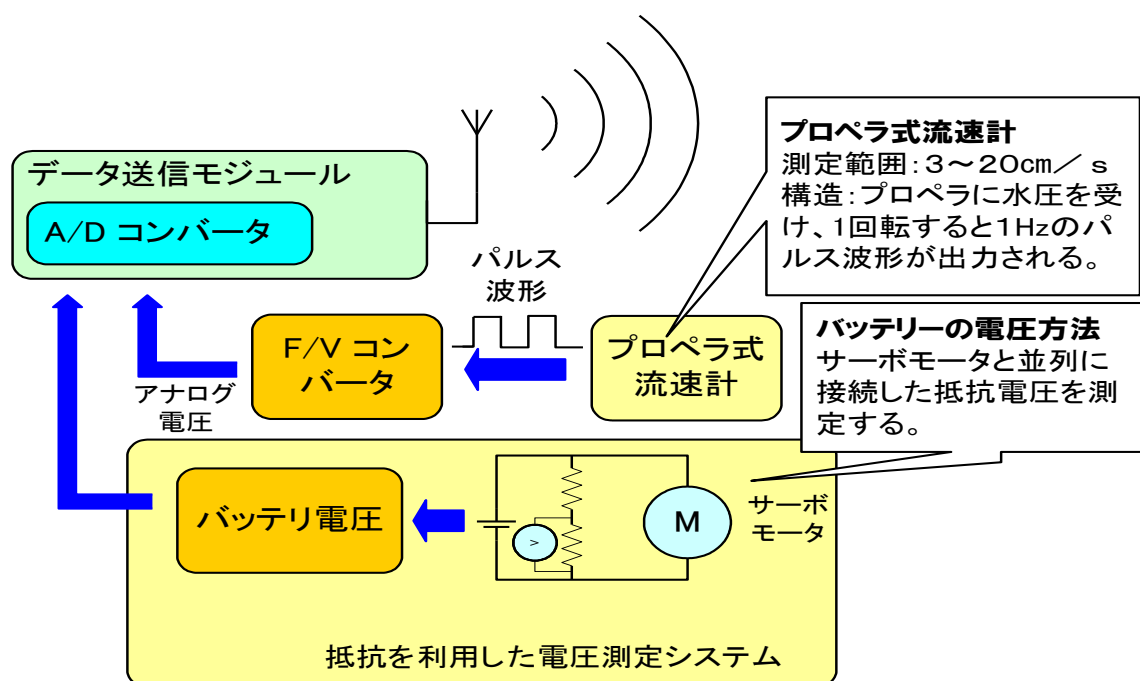 データ送信モジュール
A/D コンバータ
パルス
波形
プロペラ式流速計
測定範囲:3～20cm／ｓ
構造:プロペラに水圧を受
け、1回転すると1Hzのパ
ルス波形が出力される。
F/V コン
バータ
プロペラ式
流速計
アナログ
電圧
バッテリーの電圧方法
サーボモータと並列に
接続した抵抗電圧を測
定する。
バッテリ電圧
V
M
サーボ
モータ
抵抗を利用した電圧測定システム